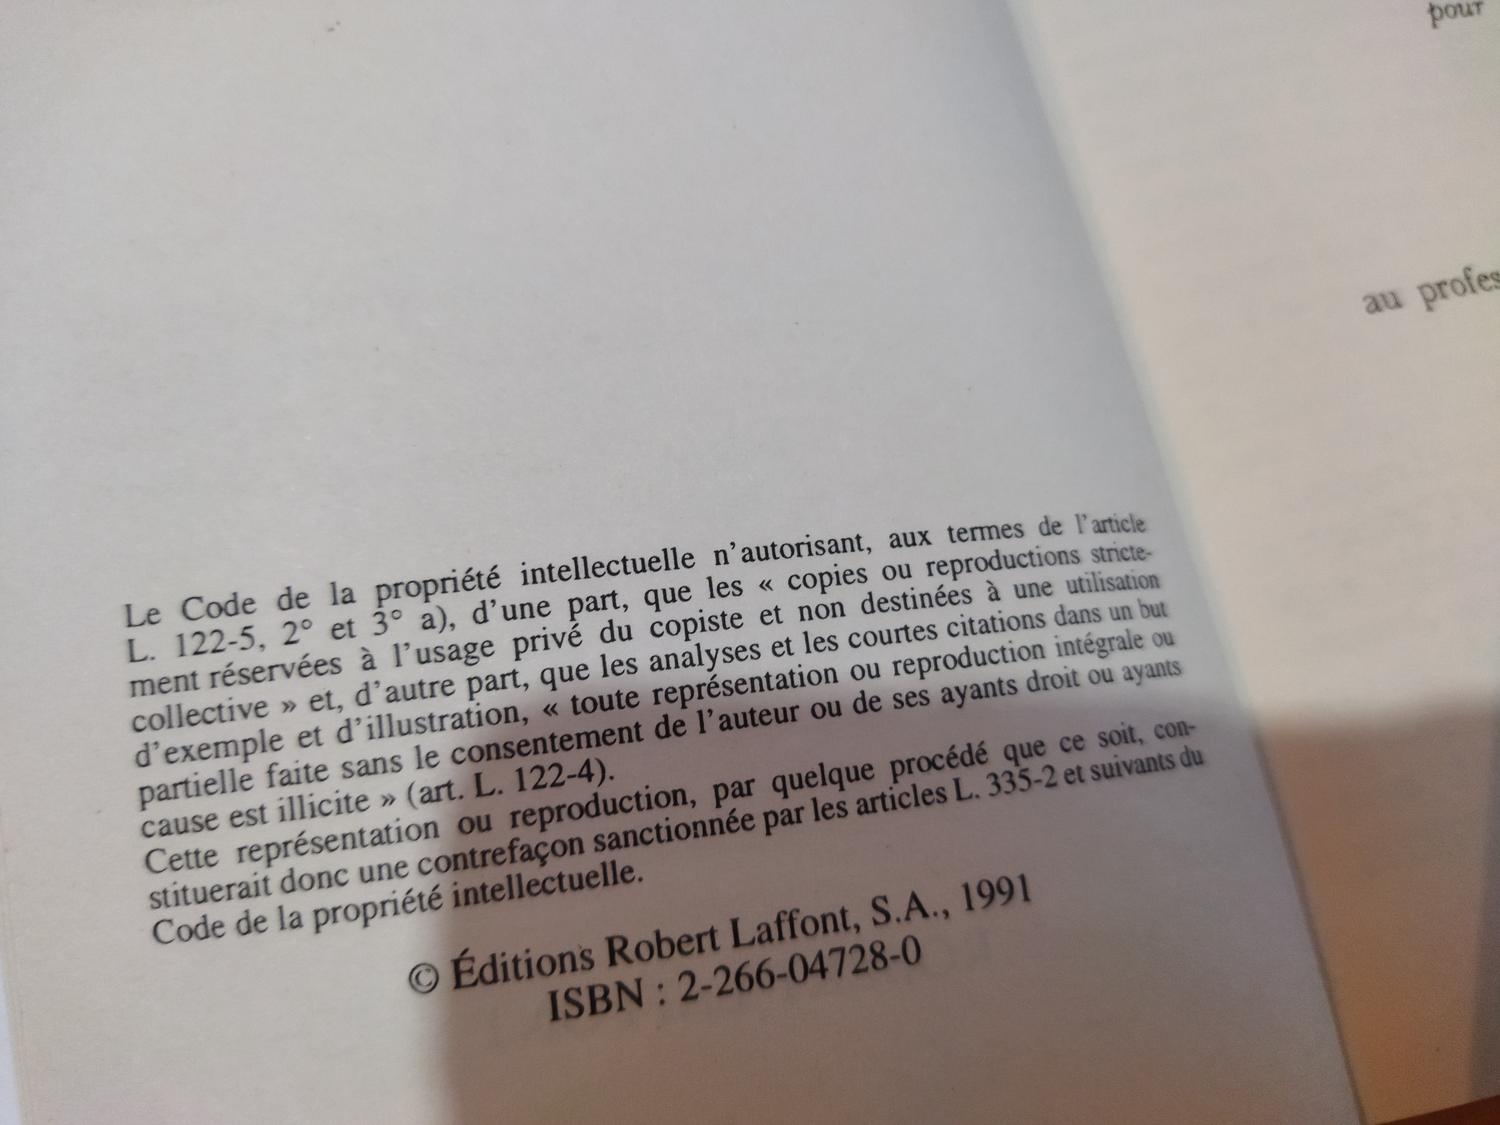 Le Code de la propriété intellectuelle n'autorisant, aux termes de l'article
L. 122-5, 2° et 3° a), d'une part, que les « copies ou reproductions stricte-
ment réservées à l'usage privé du copiste et non destinées à une utilisation
collective » et, d'autre part, que les analyses et les courtes citations dans un but
d'exemple et d'illustration, « toute représentation ou reproduction intégrale ou
partielle faite sans le consentement de l'auteur ou de ses ayants droit ou ayants
cause est illicite » (art. L. 122-4).
Cette représentation ou reproduction, par quelque procédé que ce soit, con-
stituerait donc une contrefaçon sanctionnée par les articles L. 335-2 et suivants du
Code de la propriété intellectuelle.
© Éditions Robert Laffont, S.A., 1991
ISBN : 2-266-04728-0
pour
au profes